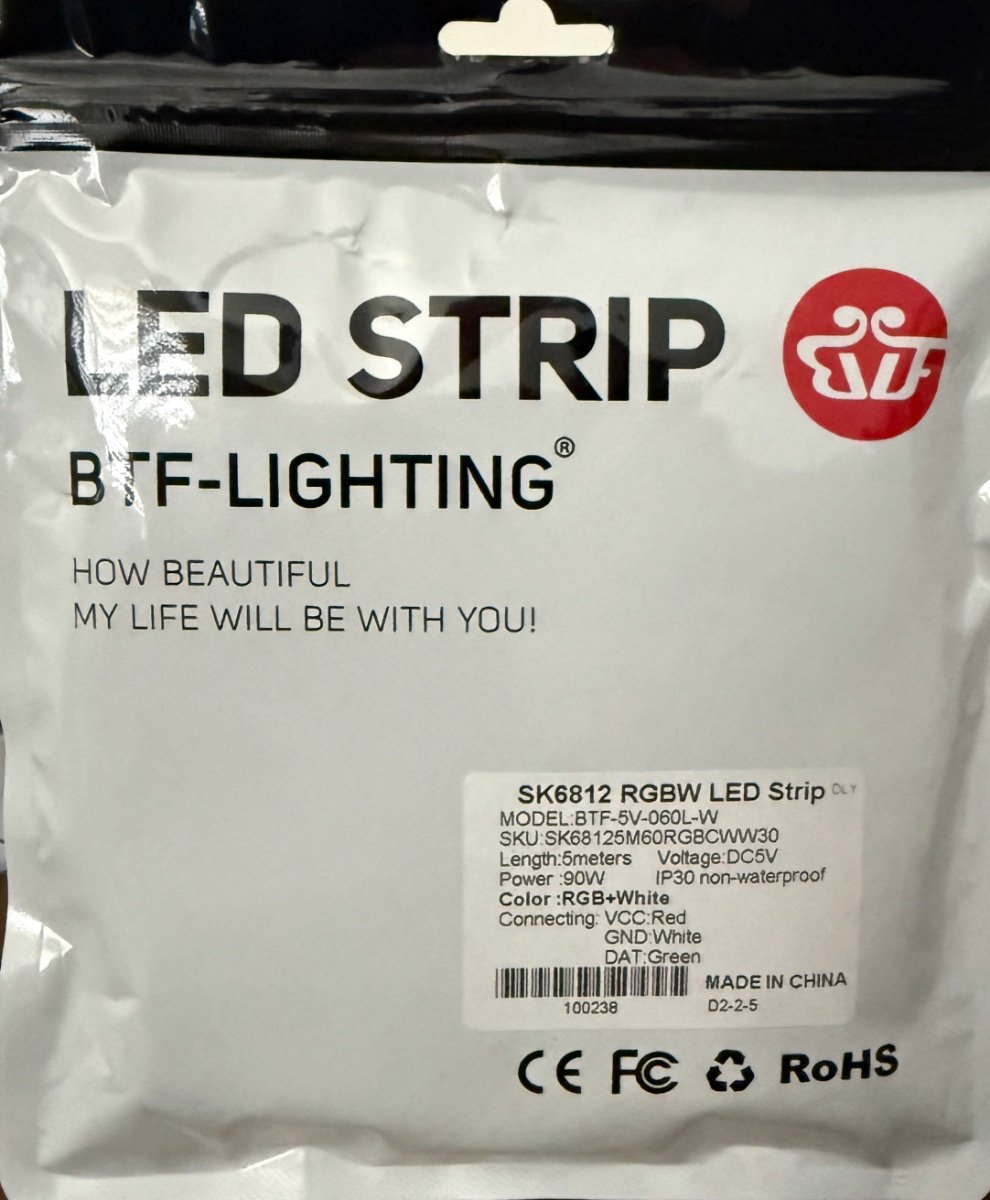 LED STRIP
BTF
BTF-LIGHTING®
HOW BEAUTIFUL
MY LIFE WILL BE WITH YOU!
SK6812 RGBW LED Strip DLY
MODEL:BTF-5V-060L-W
SKU:SK68125M60RGBCWW30
Length:5meters Voltage:DC5V
Power :90W IP30 non-waterproof
Color :RGB+White
Connecting: VCC:Red
GND:White
DAT:Green
MADE IN CHINA
100238 D2-2-5
CE FC RoHS